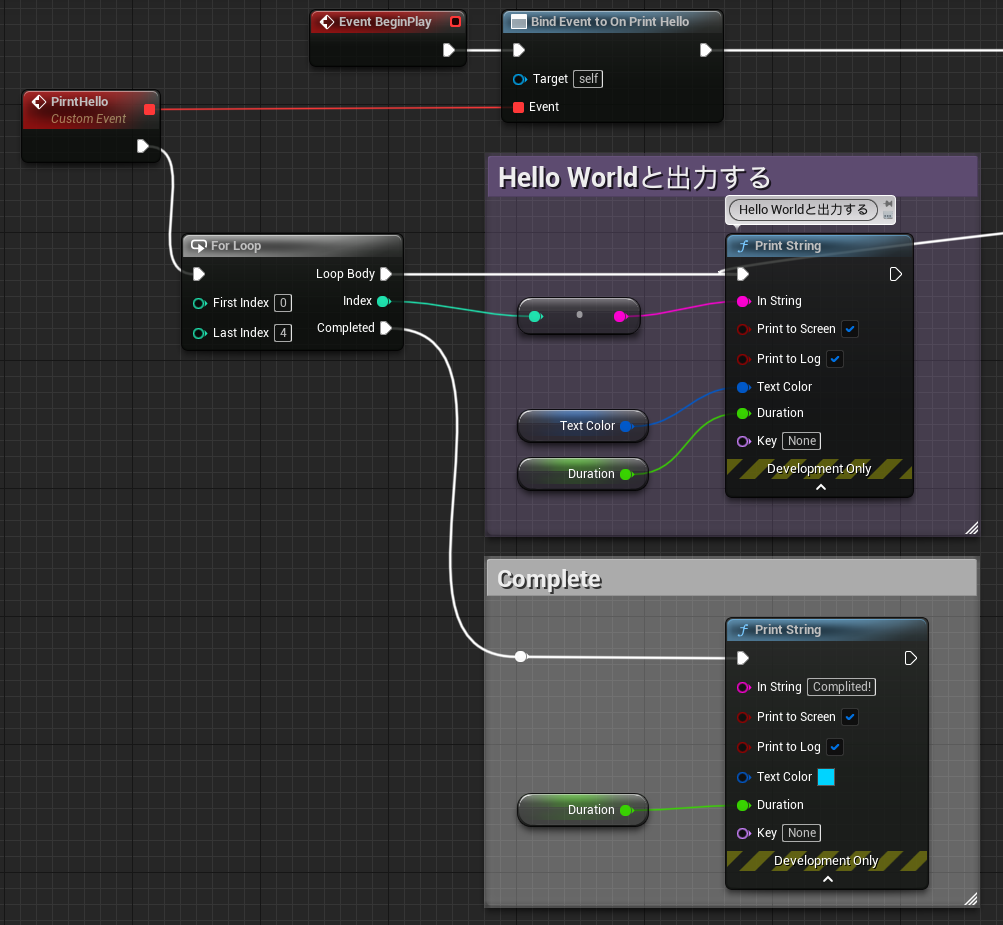 Event BeginPlay
Bind Event to On Print Hello
Target self
Event
PirntHello
Custom Event
Hello Worldと出力する
Hello Worldと出力する
For Loop
Loop Body
First Index 0
Index
Last Index 4
Completed
Print String
In String
Print to Screen
Print to Log
Text Color
Duration
Key None
Development Only
Text Color
Duration
Complete
Print String
In String Complited!
Print to Screen
Print to Log
Text Color
Duration
Key None
Development Only
Duration